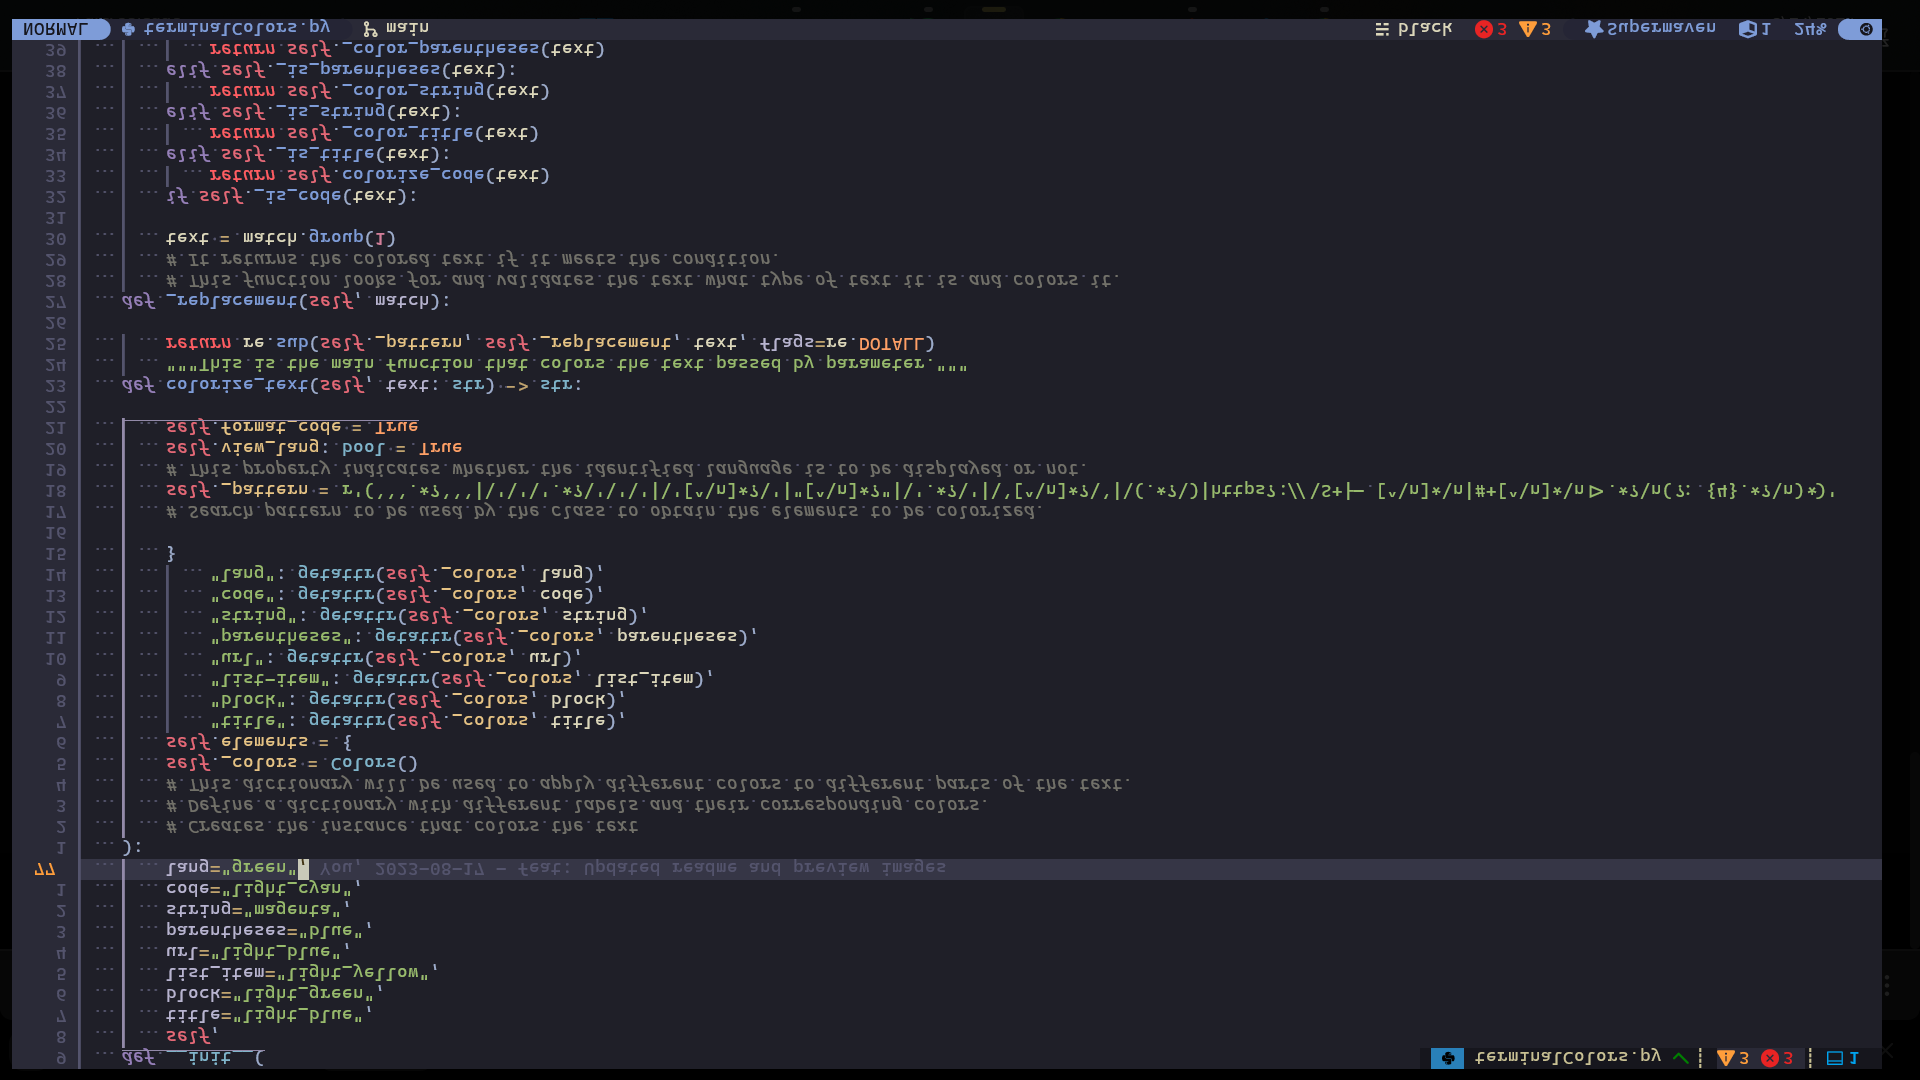 9 def __init__( terminalColors.py 3 3 1
8 self,
7 title="light_blue",
6 block="light_green",
5 list_item="light_yellow",
4 url="light_blue",
3 parentheses="blue",
2 string="magenta",
1 code="light_cyan",
77 lang="green", You, 2023-08-17 - feat: Updated readme and preview images
1 ):
2 # Creates the instance that colors the text
3 # Define a dictionary with different labels and their corresponding colors.
4 # This dictionary will be used to apply different colors to different parts of the text.
5 self._colors = Colors()
6 self.elements = {
7 "title": getattr(self._colors, title),
8 "block": getattr(self._colors, block),
9 "list-item": getattr(self._colors, list_item),
10 "url": getattr(self._colors, url),
11 "parentheses": getattr(self._colors, parentheses),
12 "string": getattr(self._colors, string),
13 "code": getattr(self._colors, code),
14 "lang": getattr(self._colors, lang),
15 }
16
17 # Search pattern to be used by the class to obtain the elements to be colorized.
18 self._pattern = r'(```.*?```|\'\'\'.*?\'\'\'|\'[^\n]*?\'|"[^\n]*?"|\'.*?\'|\`[^\n]*?\`|\(.*?\)|https?://\S+|- [^\n]*\n|#+[^\n]*\n|>.*?\n(?: {4}.*?\n)*)'
19 # This property indicates whether the identified language is to be displayed or not.
20 self.view_lang: bool = True
21 self.format_code = True
22
23 def colorize_text(self, text: str) -> str:
24 """This is the main function that colors the text passed by parameter."""
25 return re.sub(self._pattern, self._replacement, text, flags=re.DOTALL)
26
27 def _replacement(self, match):
28 # This function looks for and validates the text what type of text it is and colors it.
29 # It returns the colored text if it meets the condition.
30 text = match.group(1)
31
32 if self._is_code(text):
33 return self.colorize_code(text)
34 elif self._is_title(text):
35 return self._color_title(text)
36 elif self._is_string(text):
37 return self._color_string(text)
38 elif self._is_parentheses(text):
39 return self._color_parentheses(text)
NORMAL terminalColors.py main black 3 3 Supermaven 1 24%